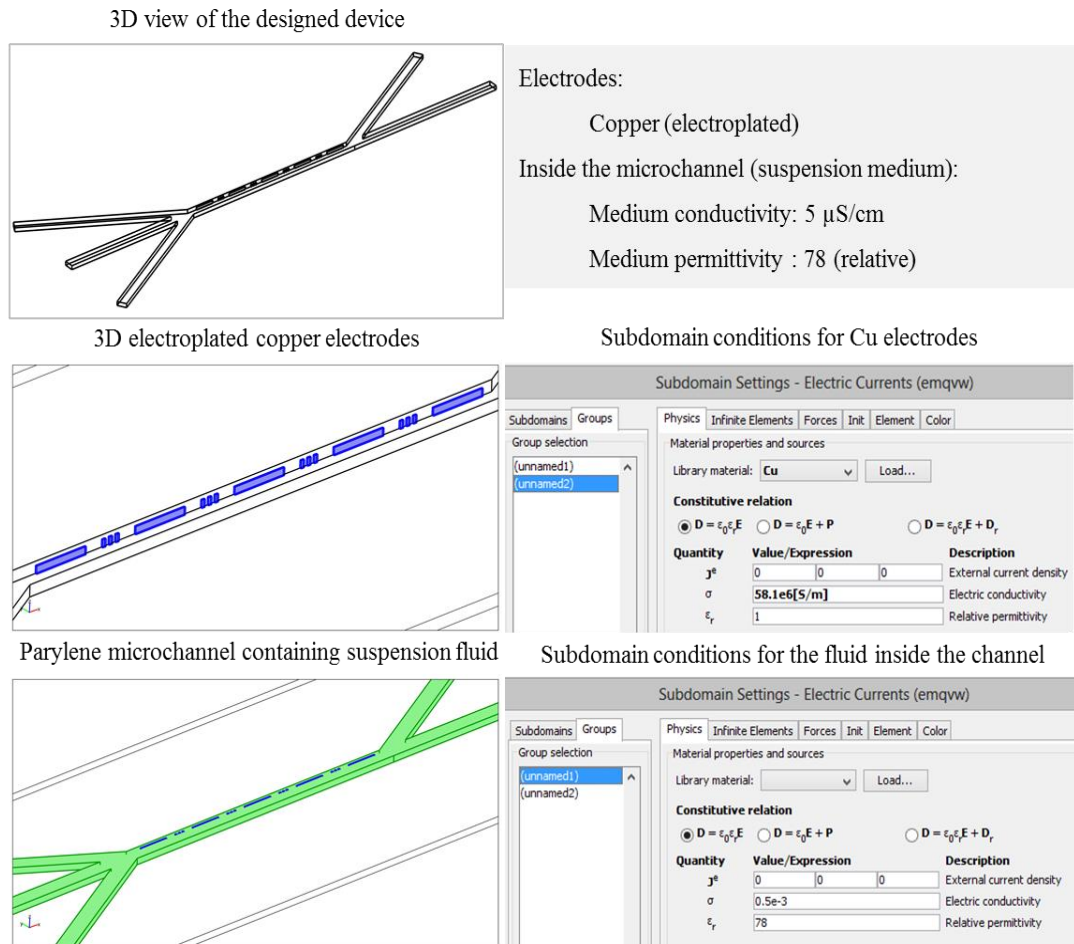 3D view of the designed device
Electrodes:
Copper (electroplated)
Inside the microchannel (suspension medium):
Medium conductivity: 5 µS/cm
Medium permittivity : 78 (relative)
3D electroplated copper electrodes
Subdomain conditions for Cu electrodes
Subdomain Settings - Electric Currents (emqvw)
Subdomains Groups
Physics Infinite Elements Forces Init Element Color
Group selection
(unnamed1)
(unnamed2)
Material properties and sources
Library material: Cu Load...
Constitutive relation
D = ε0εrE D = ε0E + P D = ε0εrE + Dr
Quantity Value/Expression Description
Jᵉ 0 0 0 External current density
σ 58.1e6[S/m] Electric conductivity
εr 1 Relative permittivity
Parylene microchannel containing suspension fluid
Subdomain conditions for the fluid inside the channel
Subdomain Settings - Electric Currents (emqvw)
Subdomains Groups
Physics Infinite Elements Forces Init Element Color
Group selection
(unnamed1)
(unnamed2)
Material properties and sources
Library material: Load...
Constitutive relation
D = ε0εrE D = ε0E + P D = ε0εrE + Dr
Quantity Value/Expression Description
Jᵉ 0 0 0 External current density
σ 0.5e-3 Electric conductivity
εr 78 Relative permittivity